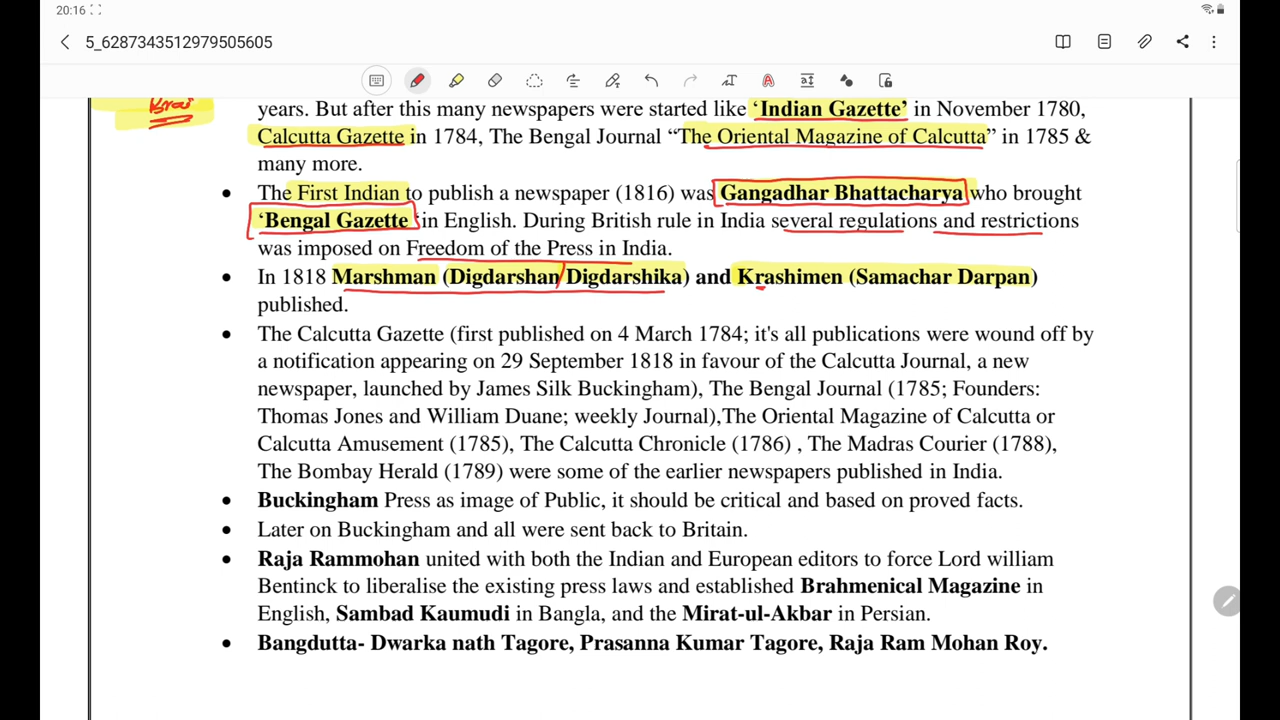 20:16
5_6287343512979505605
years. But after this many newspapers were started like ‘Indian Gazette’ in November 1780,
Calcutta Gazette in 1784, The Bengal Journal “The Oriental Magazine of Calcutta” in 1785 &
many more.
• The First Indian to publish a newspaper (1816) was Gangadhar Bhattacharya who brought
‘Bengal Gazette’ in English. During British rule in India several regulations and restrictions
was imposed on Freedom of the Press in India.
• In 1818 Marshman (Digdarshan/Digdarshika) and Krashimen (Samachar Darpan)
published.
• The Calcutta Gazette (first published on 4 March 1784; it's all publications were wound off by
a notification appearing on 29 September 1818 in favour of the Calcutta Journal, a new
newspaper, launched by James Silk Buckingham), The Bengal Journal (1785; Founders:
Thomas Jones and William Duane; weekly Journal),The Oriental Magazine of Calcutta or
Calcutta Amusement (1785), The Calcutta Chronicle (1786) , The Madras Courier (1788),
The Bombay Herald (1789) were some of the earlier newspapers published in India.
• Buckingham Press as image of Public, it should be critical and based on proved facts.
• Later on Buckingham and all were sent back to Britain.
• Raja Rammohan united with both the Indian and European editors to force Lord william
Bentinck to liberalise the existing press laws and established Brahmenical Magazine in
English, Sambad Kaumudi in Bangla, and the Mirat-ul-Akbar in Persian.
• Bangdutta- Dwarka nath Tagore, Prasanna Kumar Tagore, Raja Ram Mohan Roy.